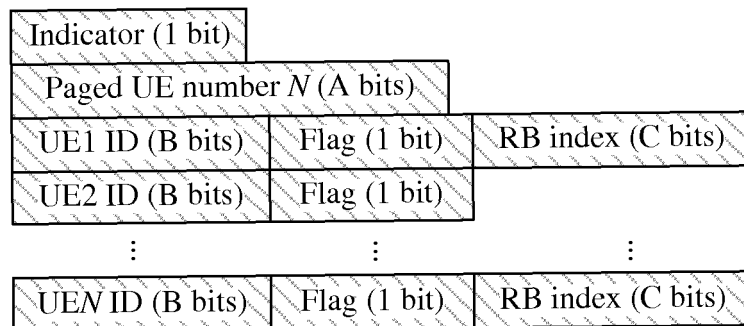 Indicator (1 bit)
Paged UE number N (A bits)
UE1 ID (B bits) Flag (1 bit) RB index (C bits)
UE2 ID (B bits) Flag (1 bit)
⋮ ⋮ ⋮
UEN ID (B bits) Flag (1 bit) RB index (C bits)